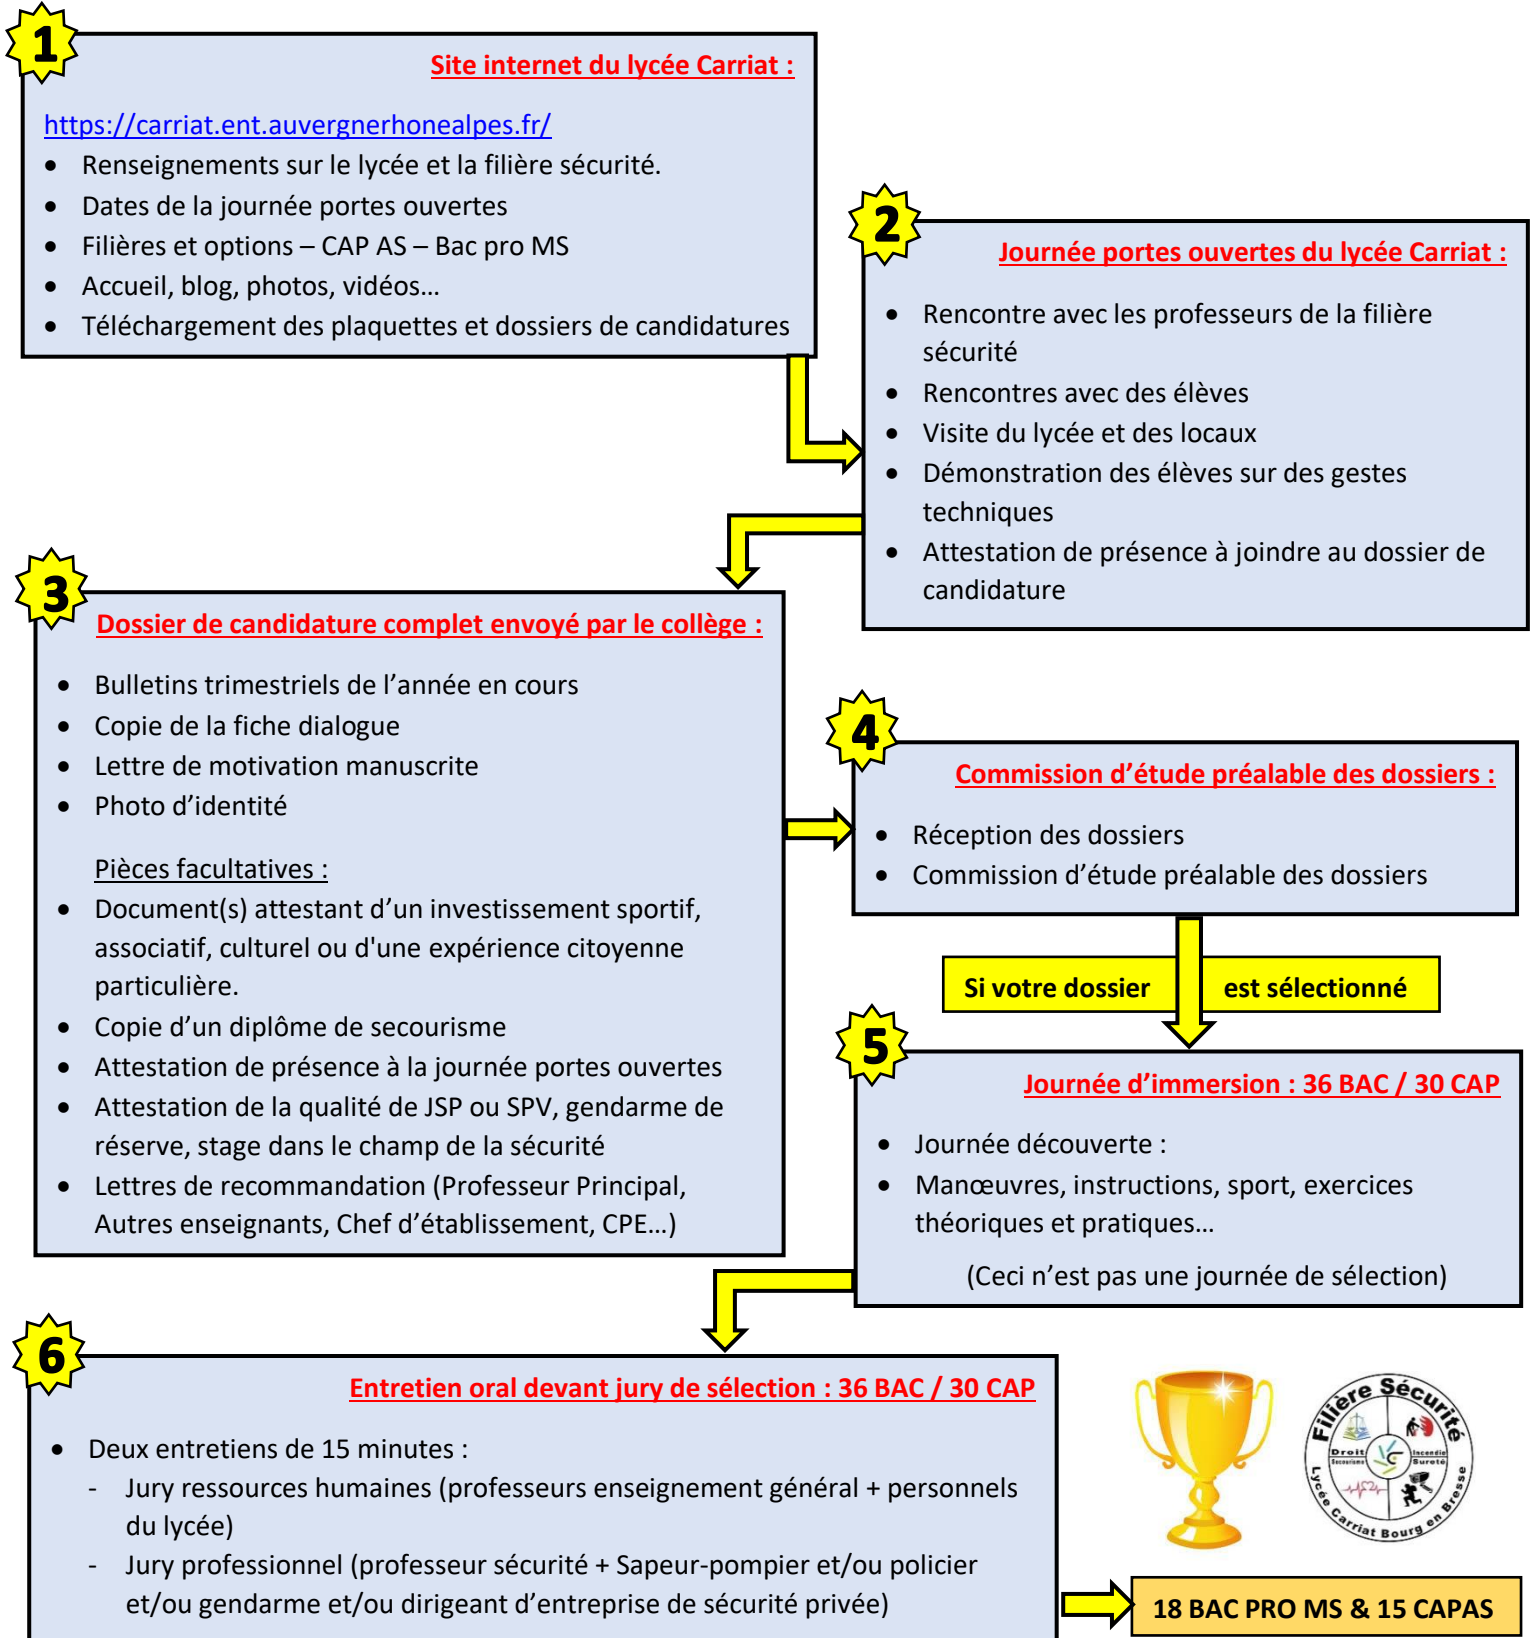 1
Site internet du lycée Carriat :
https://carriat.ent.auvergnerhonealpes.fr/
• Renseignements sur le lycée et la filière sécurité.
• Dates de la journée portes ouvertes
• Filières et options – CAP AS – Bac pro MS
• Accueil, blog, photos, vidéos…
• Téléchargement des plaquettes et dossiers de candidatures
2
Journée portes ouvertes du lycée Carriat :
• Rencontre avec les professeurs de la filière
sécurité
• Rencontres avec des élèves
• Visite du lycée et des locaux
• Démonstration des élèves sur des gestes
techniques
• Attestation de présence à joindre au dossier de
candidature
3
Dossier de candidature complet envoyé par le collège :
• Bulletins trimestriels de l’année en cours
• Copie de la fiche dialogue
• Lettre de motivation manuscrite
• Photo d’identité
Pièces facultatives :
• Document(s) attestant d’un investissement sportif,
associatif, culturel ou d'une expérience citoyenne
particulière.
• Copie d’un diplôme de secourisme
• Attestation de présence à la journée portes ouvertes
• Attestation de la qualité de JSP ou SPV, gendarme de
réserve, stage dans le champ de la sécurité
• Lettres de recommandation (Professeur Principal,
Autres enseignants, Chef d’établissement, CPE…)
4
Commission d’étude préalable des dossiers :
• Réception des dossiers
• Commission d’étude préalable des dossiers
Si votre dossier est sélectionné
5
Journée d’immersion : 36 BAC / 30 CAP
• Journée découverte :
• Manœuvres, instructions, sport, exercices
théoriques et pratiques…
(Ceci n’est pas une journée de sélection)
6
Entretien oral devant jury de sélection : 36 BAC / 30 CAP
• Deux entretiens de 15 minutes :
- Jury ressources humaines (professeurs enseignement général + personnels
du lycée)
- Jury professionnel (professeur sécurité + Sapeur-pompier et/ou policier
et/ou gendarme et/ou dirigeant d’entreprise de sécurité privée)
Filière Sécurité
Droit
Incendie
Secourisme
Sureté
Lycée Carriat Bourg en Bresse
18 BAC PRO MS & 15 CAPAS